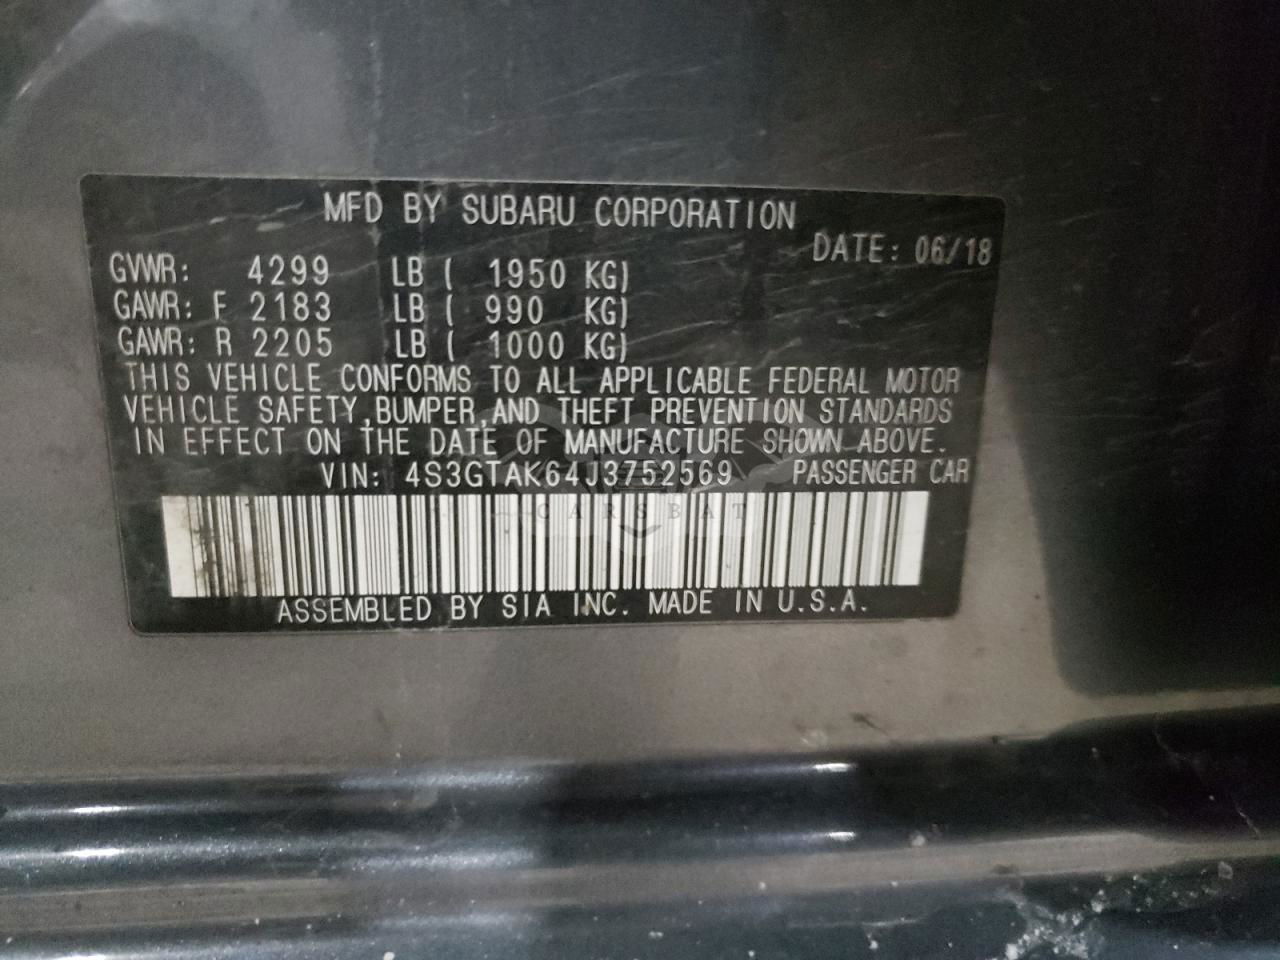 MFD BY SUBARU CORPORATION
DATE: 06/18
GVWR: 4299 LB ( 1950 KG)
GAWR: F 2183 LB ( 990 KG)
GAWR: R 2205 LB ( 1000 KG)
THIS VEHICLE CONFORMS TO ALL APPLICABLE FEDERAL MOTOR
VEHICLE SAFETY,BUMPER,AND THEFT PREVENTION STANDARDS
IN EFFECT ON THE DATE OF MANUFACTURE SHOWN ABOVE.
VIN: 4S3GTAK64J3752569 PASSENGER CAR
CARSBAT
ASSEMBLED BY SIA INC. MADE IN U.S.A.